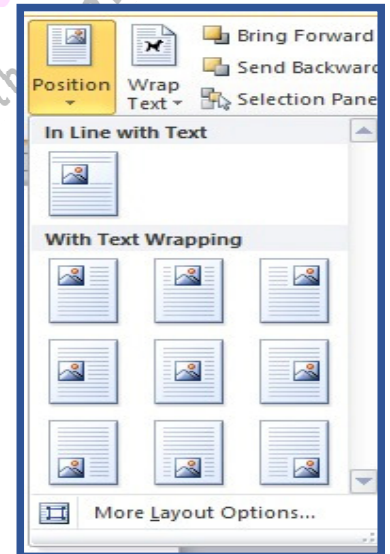 Bring Forward
Send Backward
Position
Wrap
Text
Selection Pane
In Line with Text
With Text Wrapping
More Layout Options...